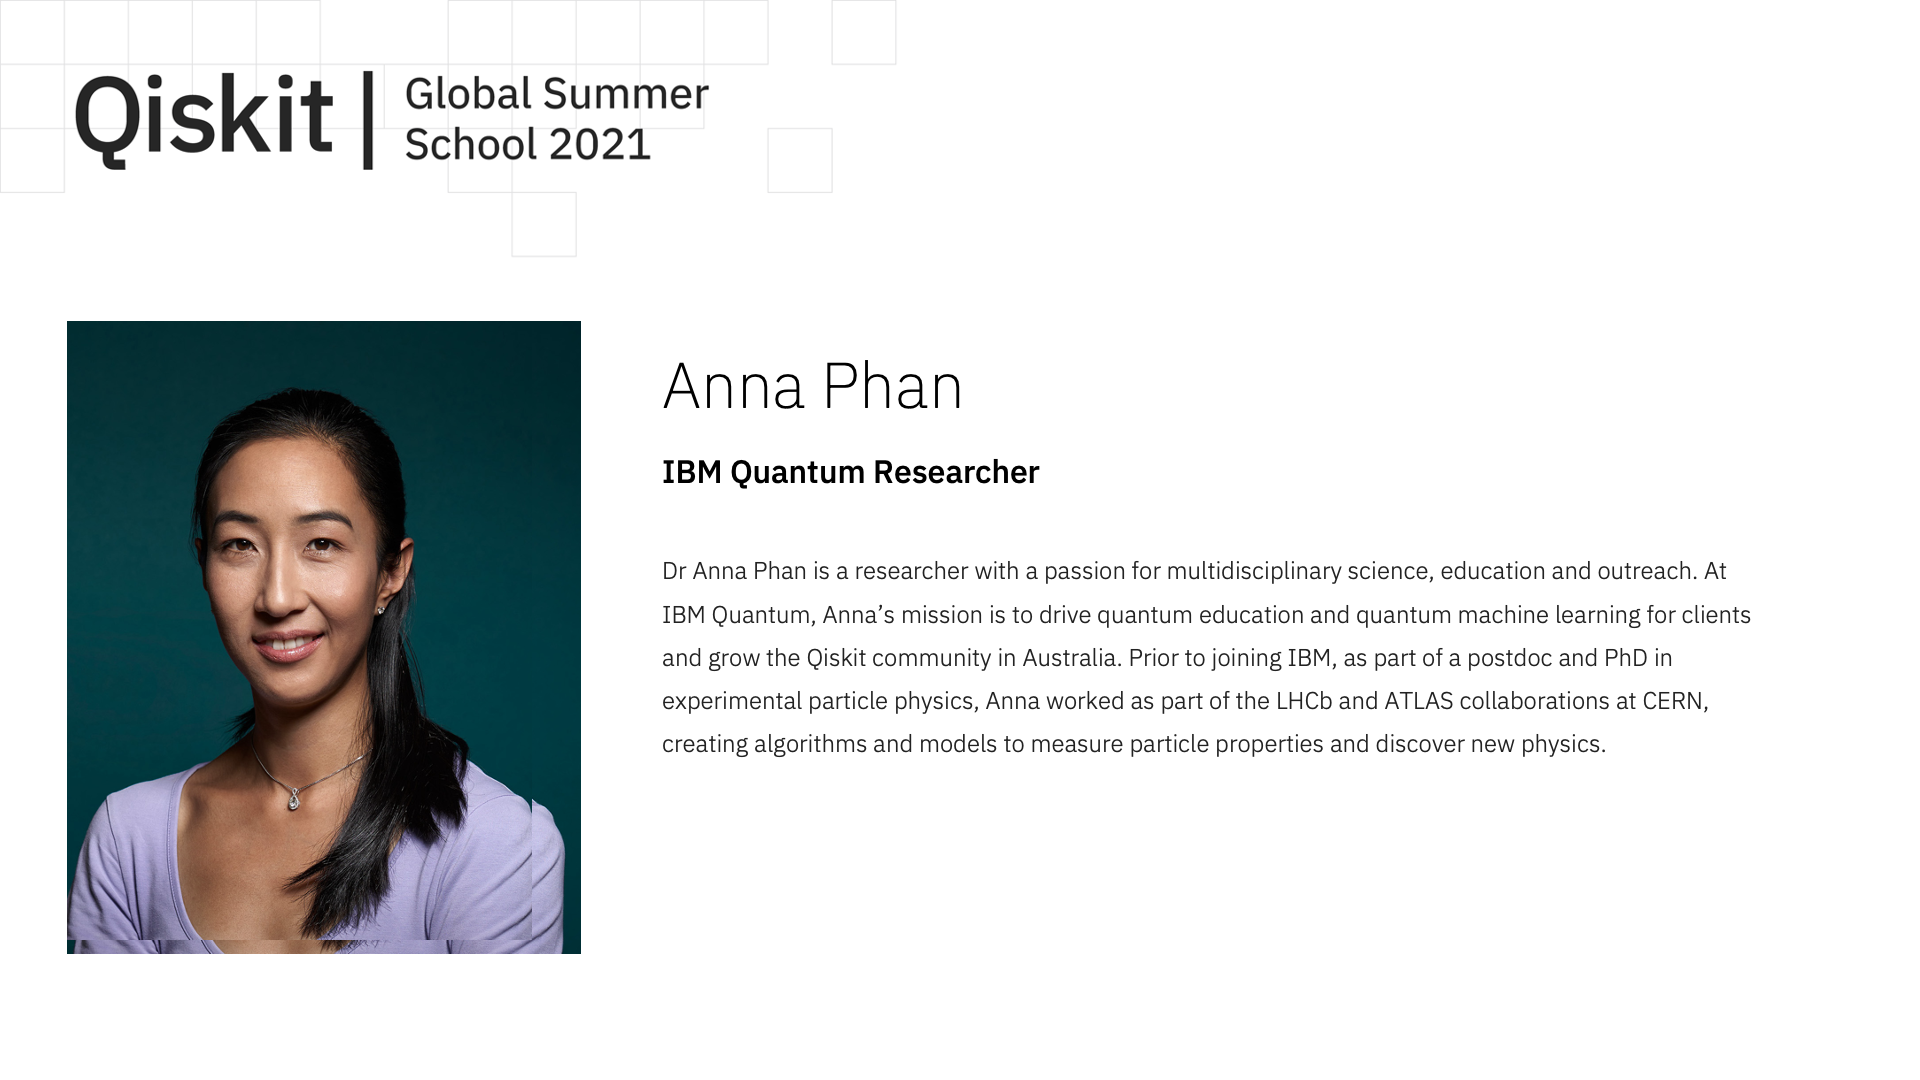 Qiskit
Global Summer
School 2021
Anna Phan
IBM Quantum Researcher
Dr Anna Phan is a researcher with a passion for multidisciplinary science, education and outreach. At
IBM Quantum, Anna’s mission is to drive quantum education and quantum machine learning for clients
and grow the Qiskit community in Australia. Prior to joining IBM, as part of a postdoc and PhD in
experimental particle physics, Anna worked as part of the LHCb and ATLAS collaborations at CERN,
creating algorithms and models to measure particle properties and discover new physics.